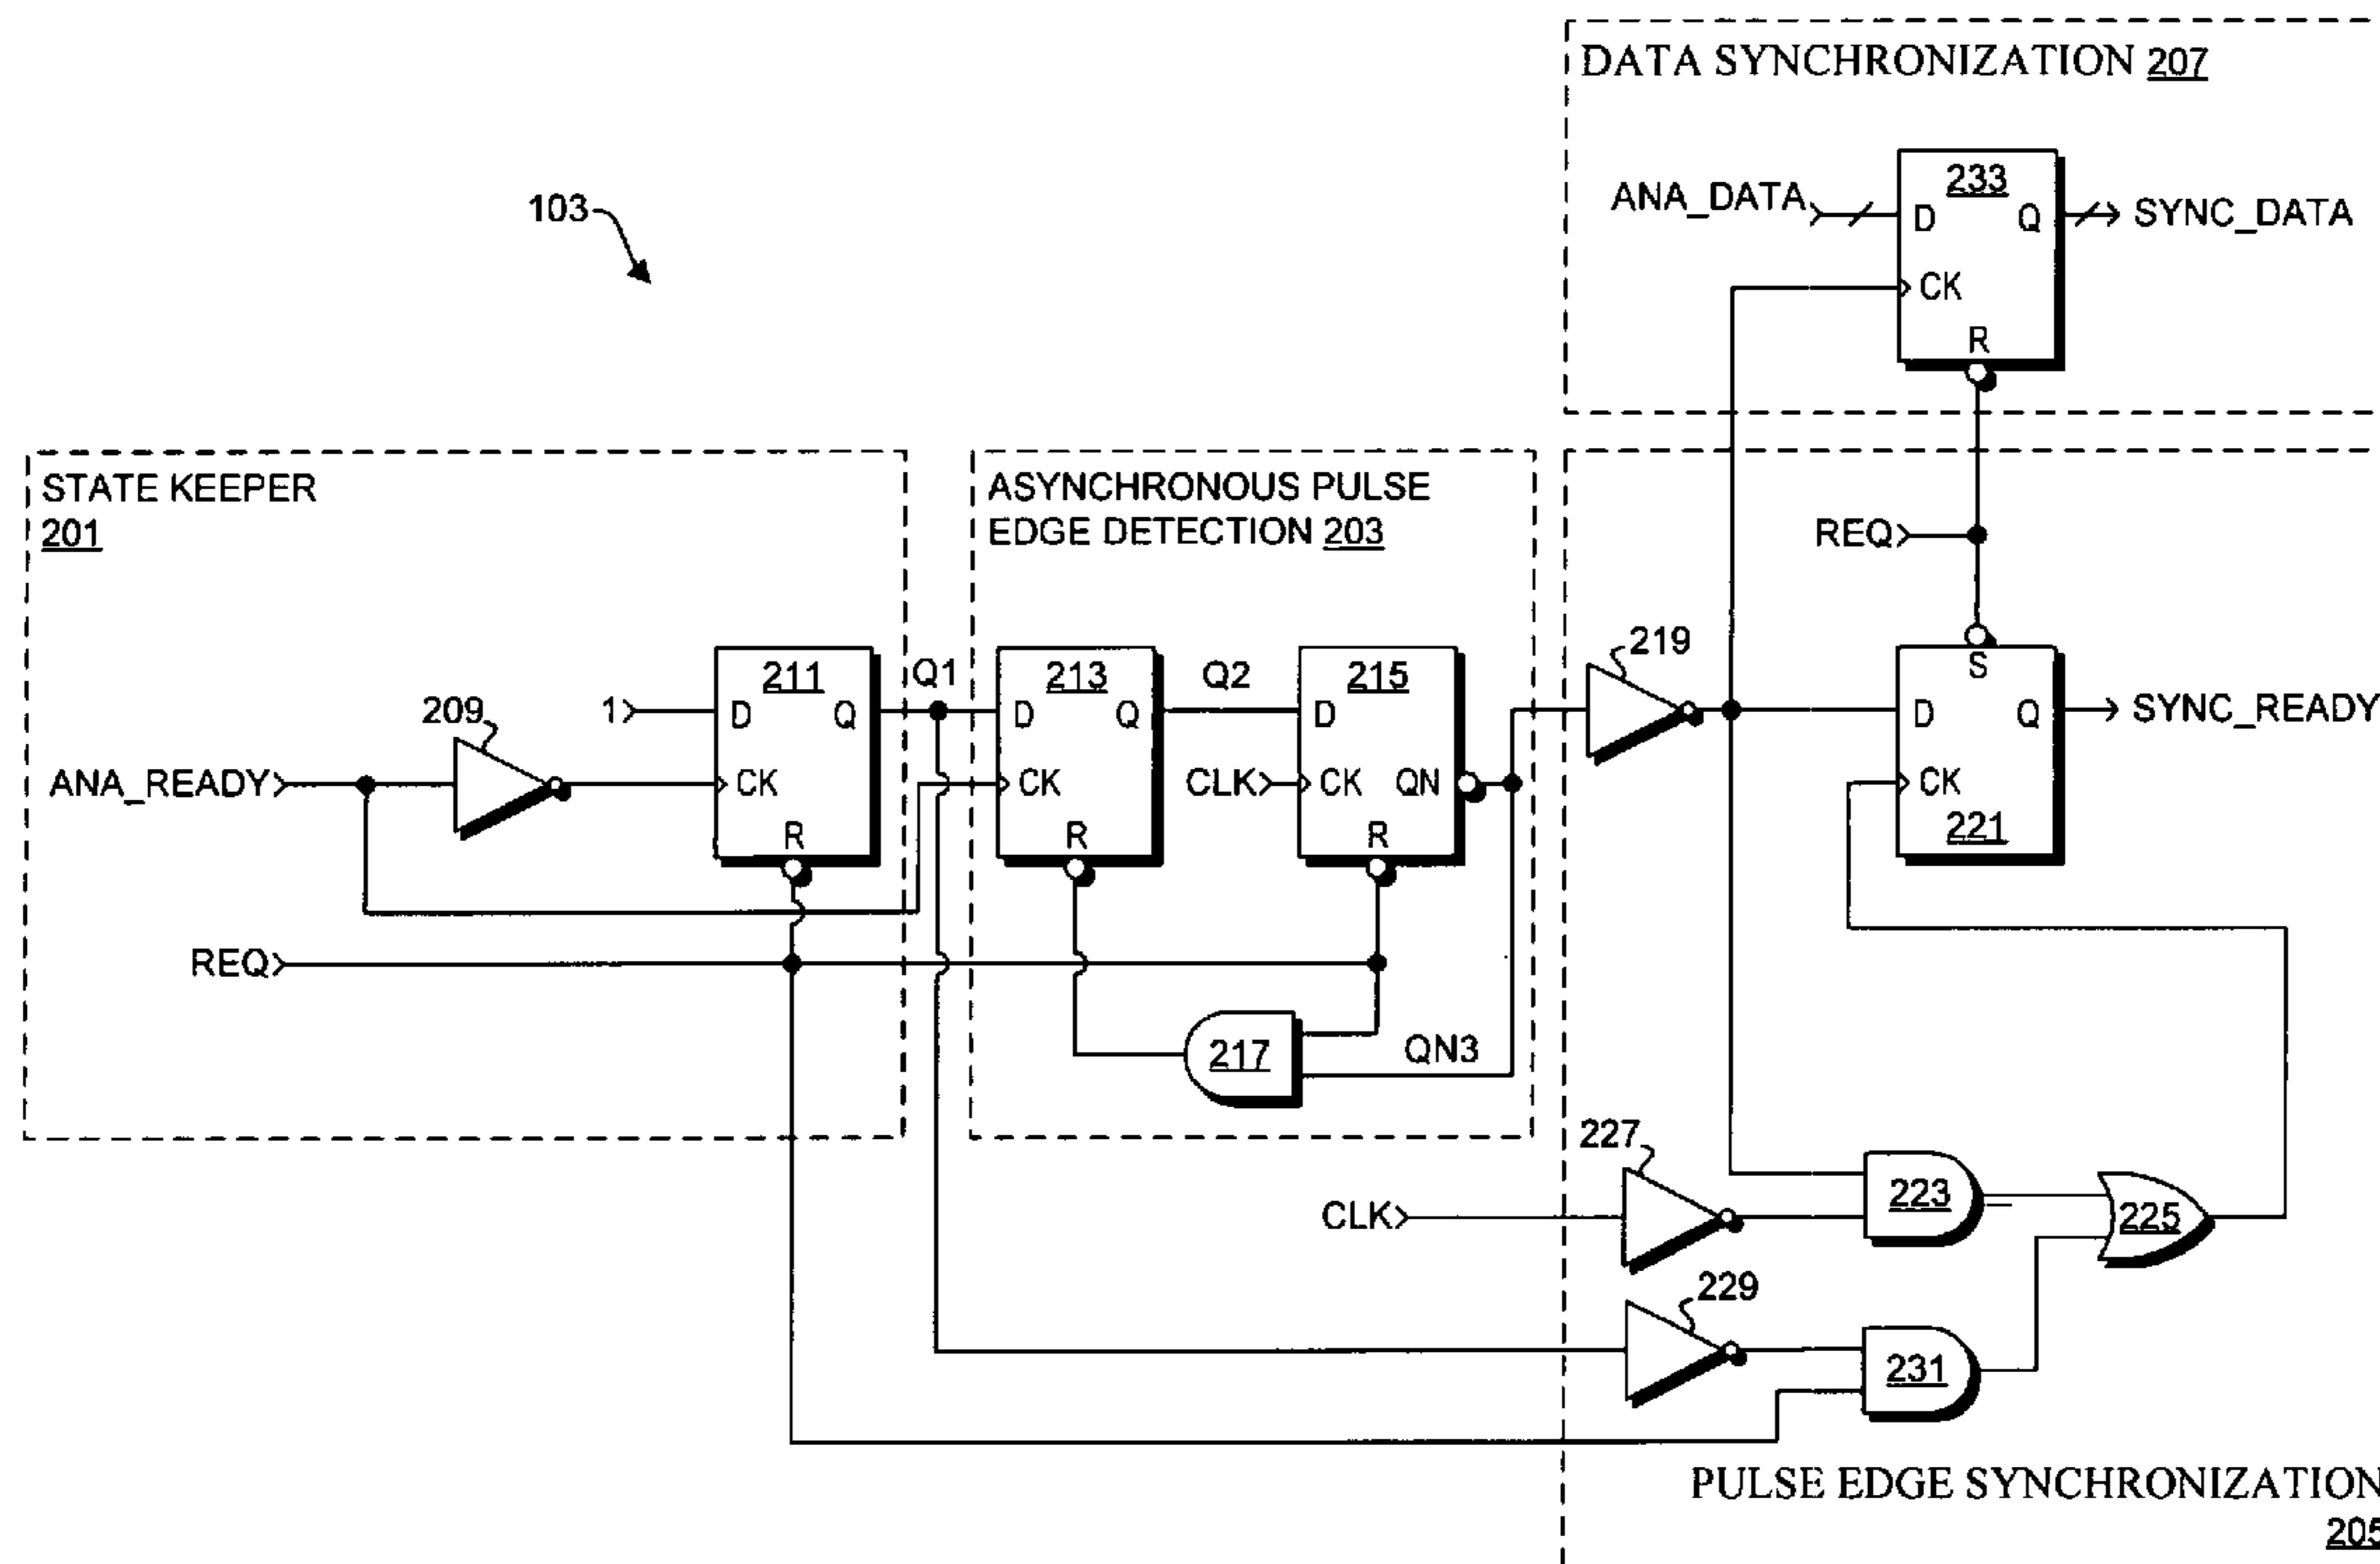 DATA SYNCHRONIZATION 207
233
ANA_DATA
D
Q
SYNC_DATA
CK
R
103
STATE KEEPER
201
ASYNCHRONOUS PULSE
EDGE DETECTION 203
REQ
S
219
211
Q1
213
Q2
215
1
D
Q
D
Q
D
D
Q
SYNC_READY
209
ANA_READY
CK
CK
CLK
CK
QN
CK
221
R
R
R
REQ
217
QN3
227
223
225
CLK
229
231
PULSE EDGE SYNCHRONIZATION
205